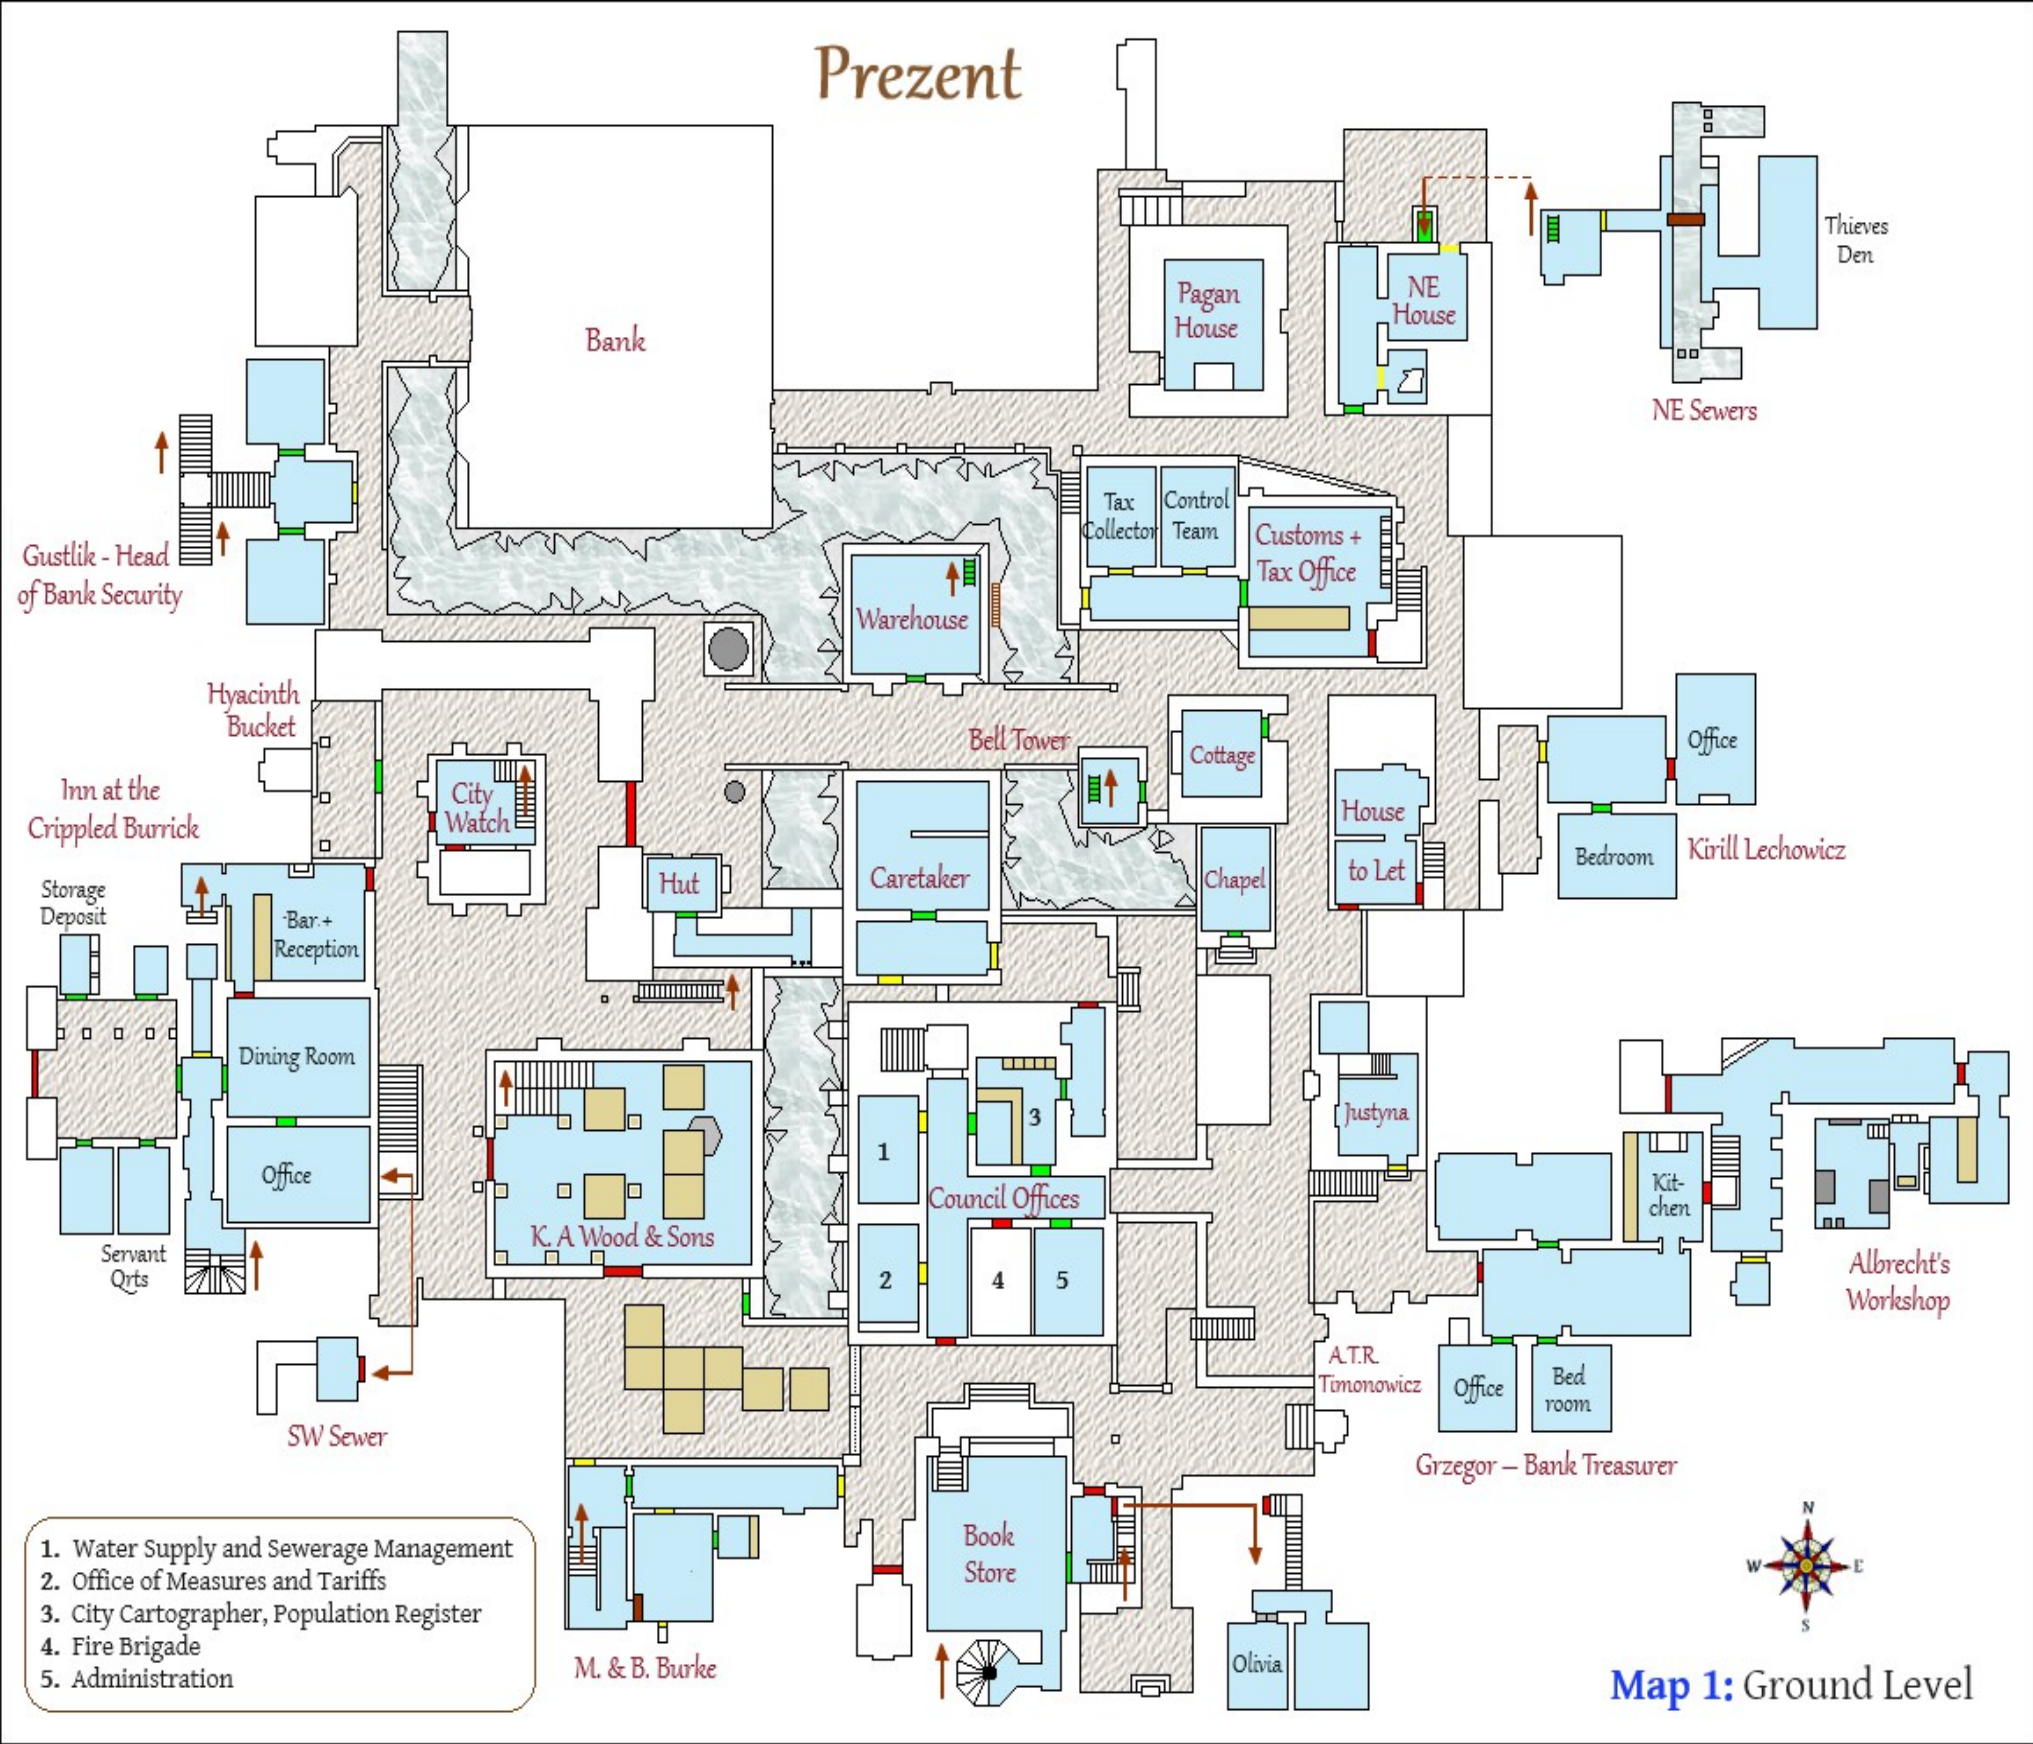 Prezent
Bank
Pagan
House
NE
House
Thieves
Den
NE Sewers
Tax
Collector
Control
Team
Customs +
Tax Office
Gustlik - Head
of Bank Security
Warehouse
Hyacinth
Bucket
Bell Tower
Cottage
Office
Inn at the
Crippled Burrick
City
Watch
House
to Let
Bedroom
Kirill Lechowicz
Hut
Caretaker
Chapel
Storage
Deposit
Bar +
Reception
Dining Room
3
Justyna
1
Office
Council Offices
Kit-
chen
K. A Wood & Sons
Servant
Qrts
2
4
5
Albrecht's
Workshop
A.T.R.
Timonowicz
Office
Bed
room
SW Sewer
Grzegor – Bank Treasurer
Book
Store
N
W
E
S
1. Water Supply and Sewerage Management
2. Office of Measures and Tariffs
3. City Cartographer, Population Register
4. Fire Brigade
5. Administration
M. & B. Burke
Olivia
Map 1: Ground Level